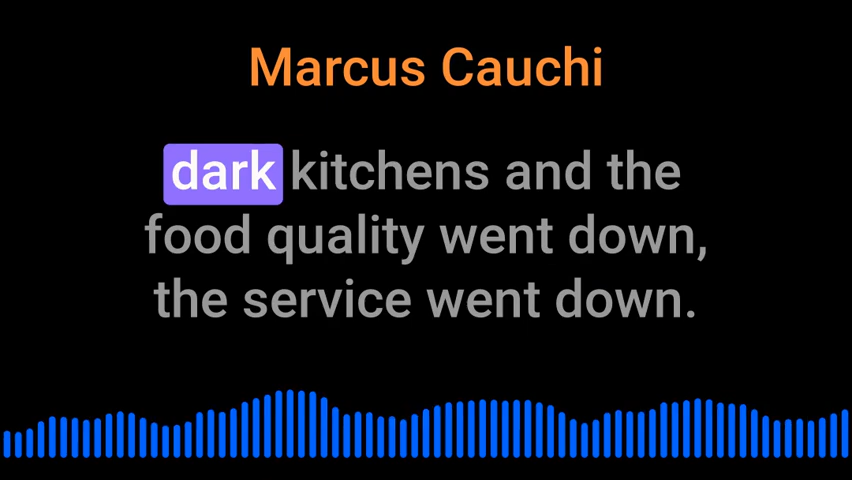 Marcus Cauchi
dark kitchens and the
food quality went down,
the service went down.